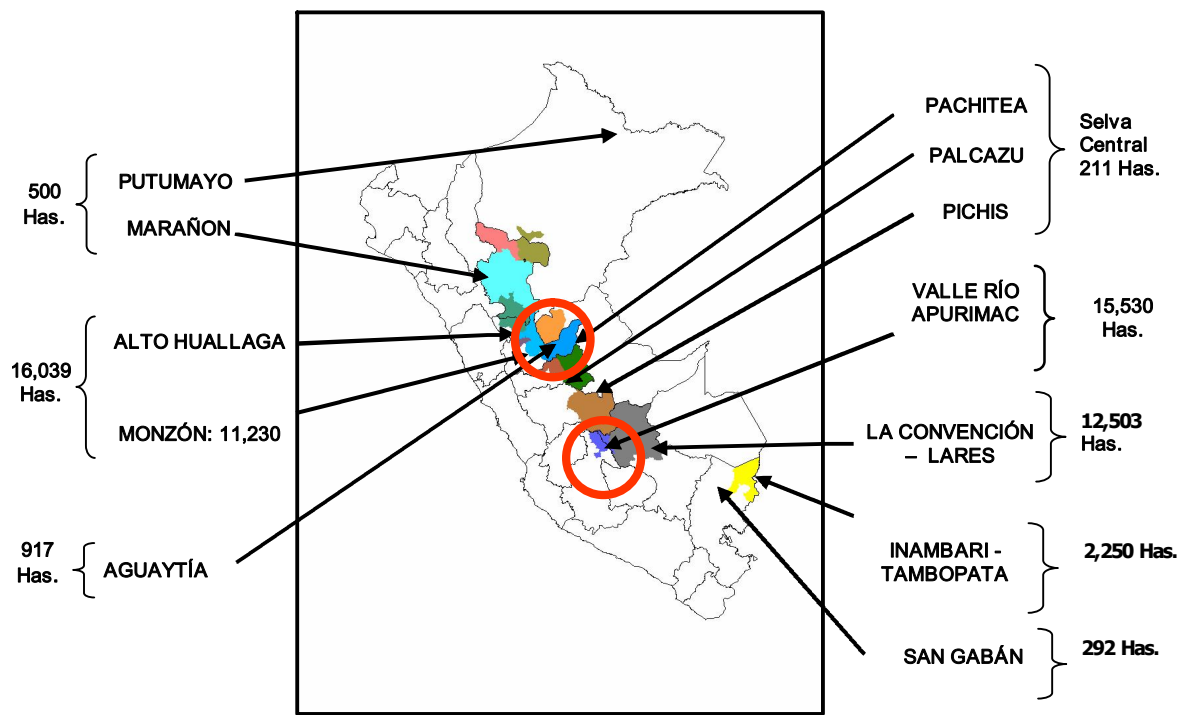 500
Has.
PUTUMAYO
MARAÑON
16,039
Has.
ALTO HUALLAGA
MONZÓN: 11,230
917
Has.
AGUAYTÍA
PACHITEA
PALCAZU
PICHIS
Selva
Central
211 Has.
VALLE RÍO
APURIMAC
15,530
Has.
LA CONVENCIÓN
– LARES
12,503
Has.
INAMBARI -
TAMBOPATA
2,250 Has.
SAN GABÁN
292 Has.